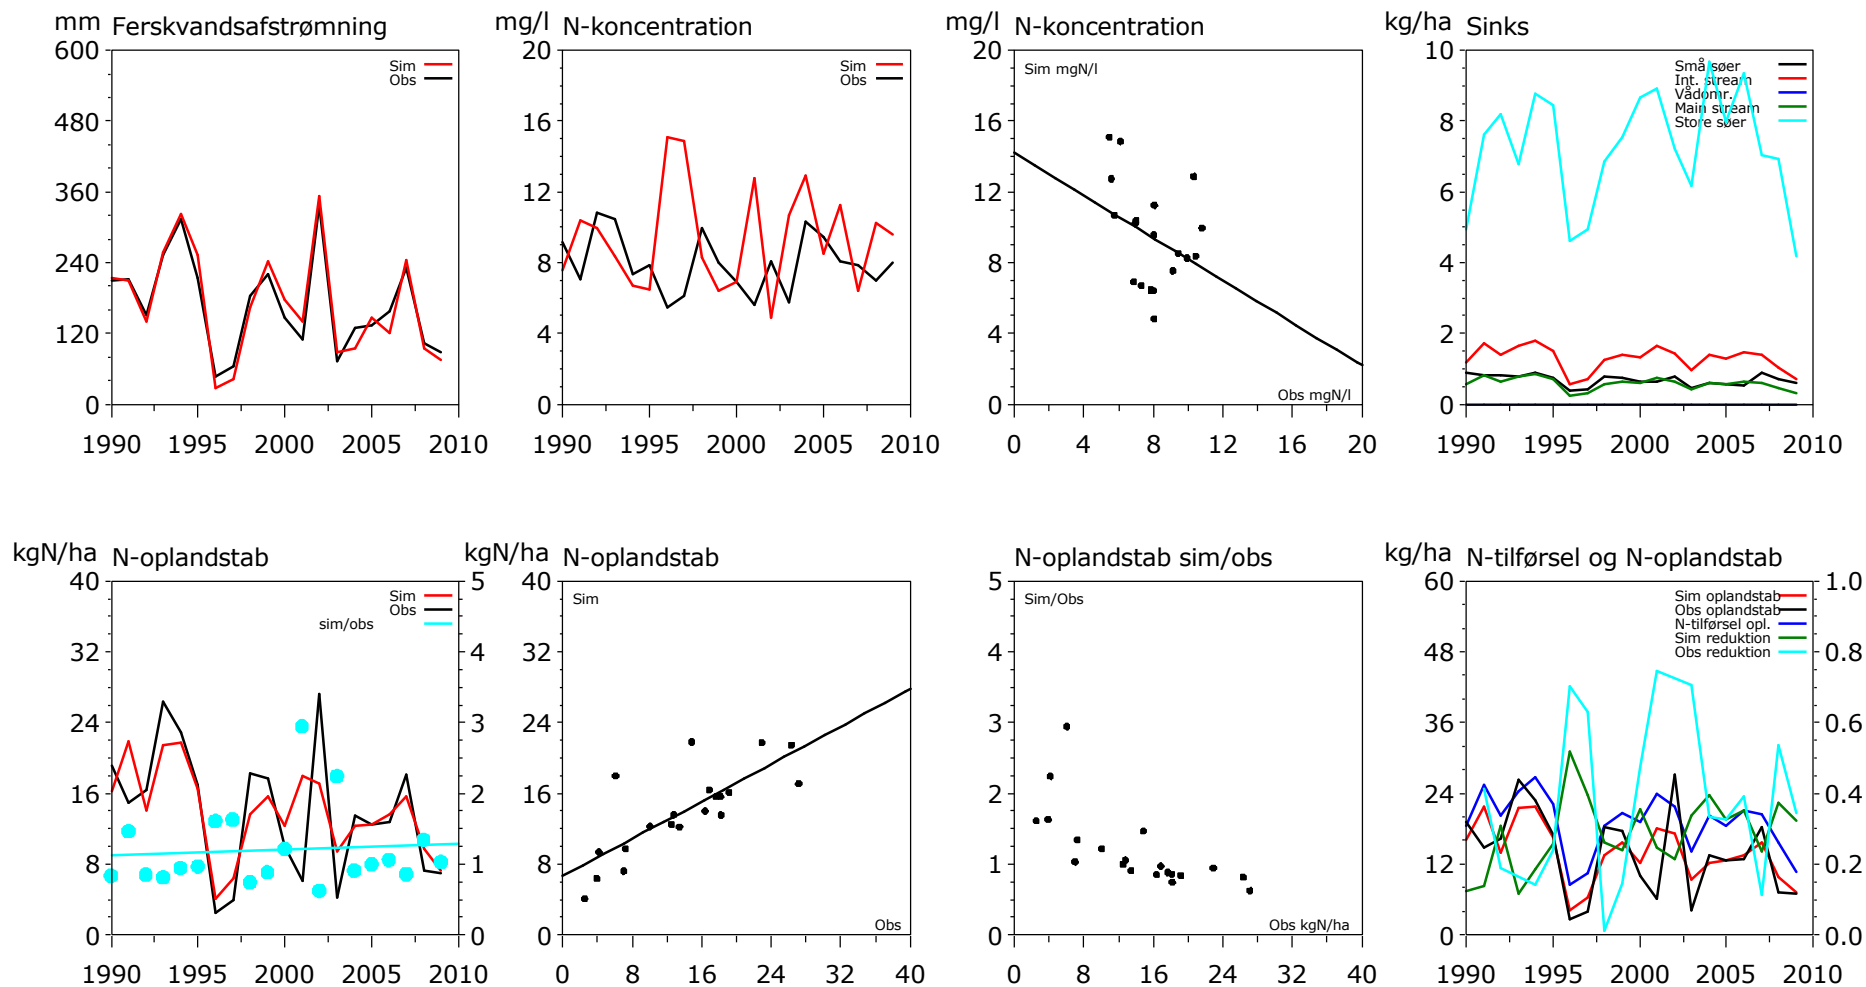 mm Ferskvandsafstrømning
600
480
360
240
120
0
Sim
Obs
1990 1995 2000 2005 2010
mg/l N-koncentration
20
16
12
8
4
0
Sim
Obs
1990 1995 2000 2005 2010
mg/l N-koncentration
20
16
12
8
4
0
Sim mgN/l
Obs mgN/l
0 4 8 12 16 20
kg/ha Sinks
10
8
6
4
2
0
Små søer
Int. stream
Vådomr.
Main stream
Store søer
1990 1995 2000 2005 2010
kgN/ha N-oplandstab
40
32
24
16
8
0
Sim
Obs
sim/obs
5
4
3
2
1
0
1990 1995 2000 2005 2010
kgN/ha N-oplandstab
40
32
24
16
8
0
Sim
Obs
0 8 16 24 32 40
N-oplandstab sim/obs
5
4
3
2
1
0
Sim/Obs
Obs kgN/ha
0 8 16 24 32 40
kg/ha N-tilførsel og N-oplandstab
60
48
36
24
12
0
Sim oplandstab
Obs oplandstab
N-tilførsel opl.
Sim reduktion
Obs reduktion
1.0
0.8
0.6
0.4
0.2
0.0
1990 1995 2000 2005 2010